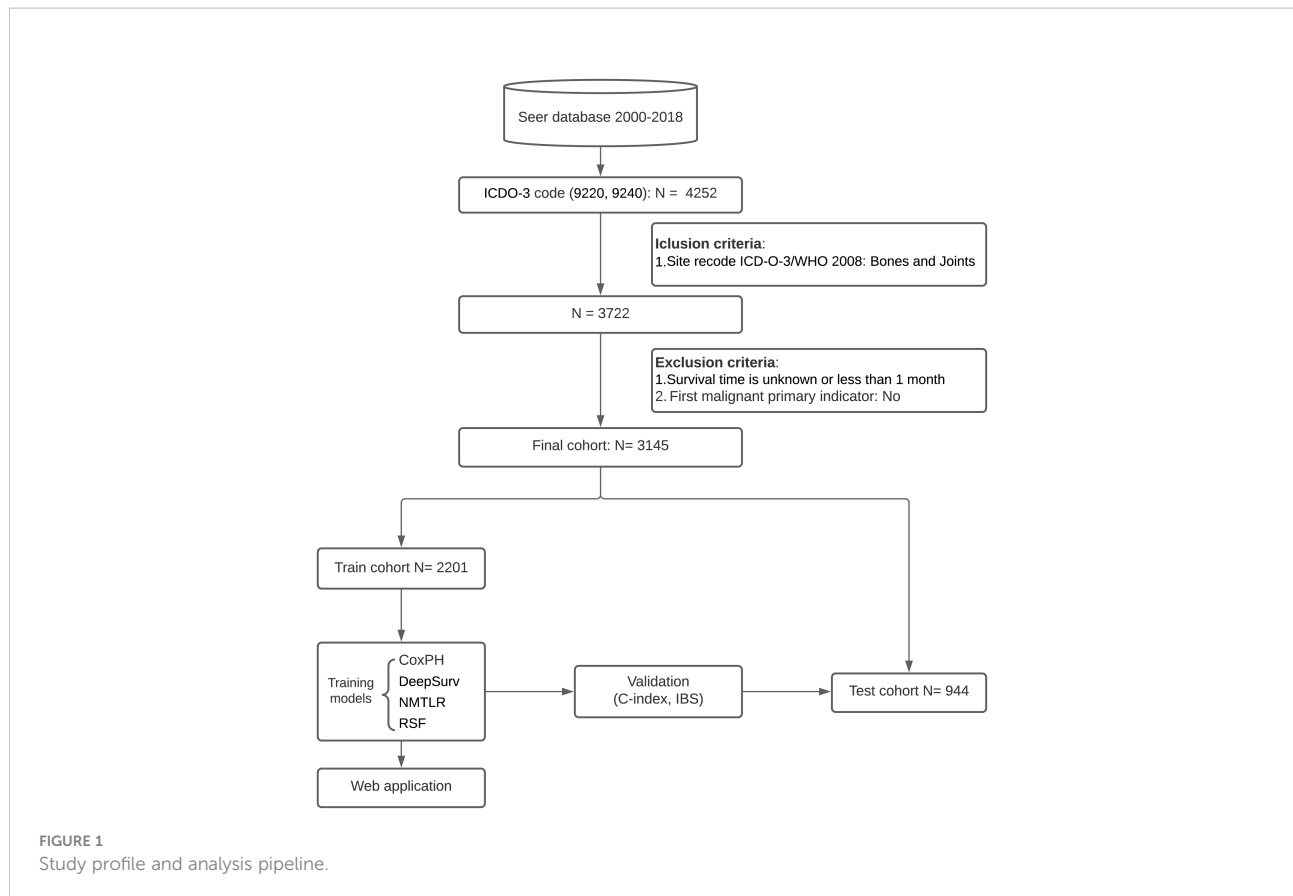 Seer database 2000-2018
ICDO-3 code (9220, 9240): N = 4252
Iclusion criteria:
1.Site recode ICD-O-3/WHO 2008: Bones and Joints
N = 3722
Exclusion criteria:
1.Survival time is unknown or less than 1 month
2. First malignant primary indicator: No
Final cohort: N= 3145
Train cohort N= 2201
Training
models
CoxPH
DeepSurv
NMTLR
RSF
Validation
(C-index, IBS)
Test cohort N= 944
Web application
FIGURE 1
Study profile and analysis pipeline.